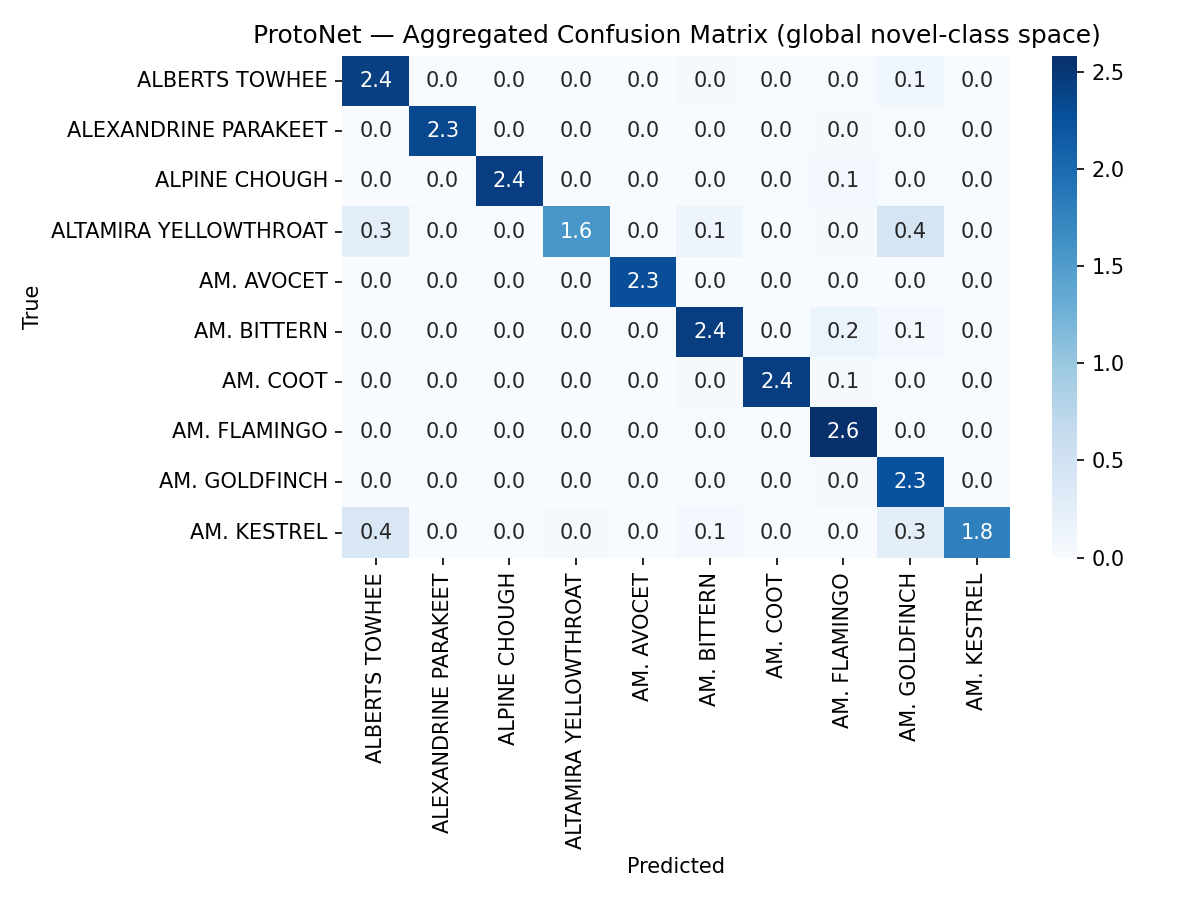 ProtoNet — Aggregated Confusion Matrix (global novel-class space)
True
ALBERTS TOWHEE 2.4 0.0 0.0 0.0 0.0 0.0 0.0 0.0 0.1 0.0
ALEXANDRINE PARAKEET 0.0 2.3 0.0 0.0 0.0 0.0 0.0 0.0 0.0 0.0
ALPINE CHOUGH 0.0 0.0 2.4 0.0 0.0 0.0 0.0 0.1 0.0 0.0
ALTAMIRA YELLOWTHROAT 0.3 0.0 0.0 1.6 0.0 0.1 0.0 0.0 0.4 0.0
AM. AVOCET 0.0 0.0 0.0 0.0 2.3 0.0 0.0 0.0 0.0 0.0
AM. BITTERN 0.0 0.0 0.0 0.0 0.0 2.4 0.0 0.2 0.1 0.0
AM. COOT 0.0 0.0 0.0 0.0 0.0 0.0 2.4 0.1 0.0 0.0
AM. FLAMINGO 0.0 0.0 0.0 0.0 0.0 0.0 0.0 2.6 0.0 0.0
AM. GOLDFINCH 0.0 0.0 0.0 0.0 0.0 0.0 0.0 0.0 2.3 0.0
AM. KESTREL 0.4 0.0 0.0 0.0 0.0 0.1 0.0 0.0 0.3 1.8
ALBERTS TOWHEE
ALEXANDRINE PARAKEET
ALPINE CHOUGH
ALTAMIRA YELLOWTHROAT
AM. AVOCET
AM. BITTERN
AM. COOT
AM. FLAMINGO
AM. GOLDFINCH
AM. KESTREL
Predicted
2.5
2.0
1.5
1.0
0.5
0.0